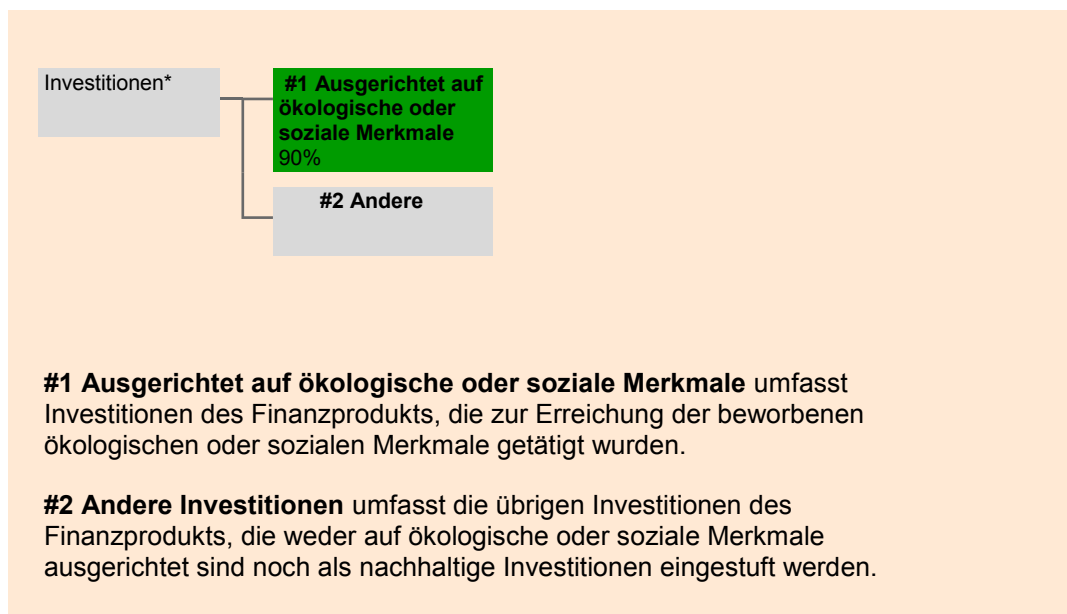 Investitionen*
#1 Ausgerichtet auf
ökologische oder
soziale Merkmale
90%
#2 Andere
#1 Ausgerichtet auf ökologische oder soziale Merkmale umfasst
Investitionen des Finanzprodukts, die zur Erreichung der beworbenen
ökologischen oder sozialen Merkmale getätigt wurden.
#2 Andere Investitionen umfasst die übrigen Investitionen des
Finanzprodukts, die weder auf ökologische oder soziale Merkmale
ausgerichtet sind noch als nachhaltige Investitionen eingestuft werden.